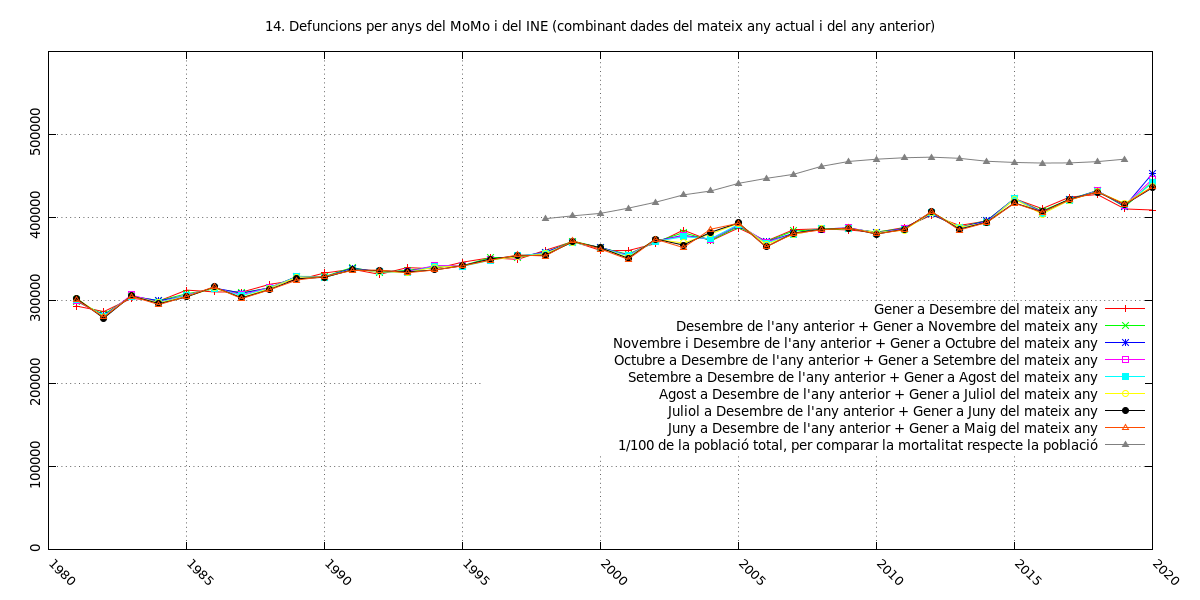 14. Defuncions per anys del MoMo i del INE (combinant dades del mateix any actual i del any anterior)
500000
400000
300000
200000
100000
0
Gener a Desembre del mateix any
Desembre de l'any anterior + Gener a Novembre del mateix any
Novembre i Desembre de l'any anterior + Gener a Octubre del mateix any
Octubre a Desembre de l'any anterior + Gener a Setembre del mateix any
Setembre a Desembre de l'any anterior + Gener a Agost del mateix any
Agost a Desembre de l'any anterior + Gener a Juliol del mateix any
Juliol a Desembre de l'any anterior + Gener a Juny del mateix any
Juny a Desembre de l'any anterior + Gener a Maig del mateix any
1/100 de la població total, per comparar la mortalitat respecte la població
1980 1985 1990 1995 2000 2005 2010 2015 2020